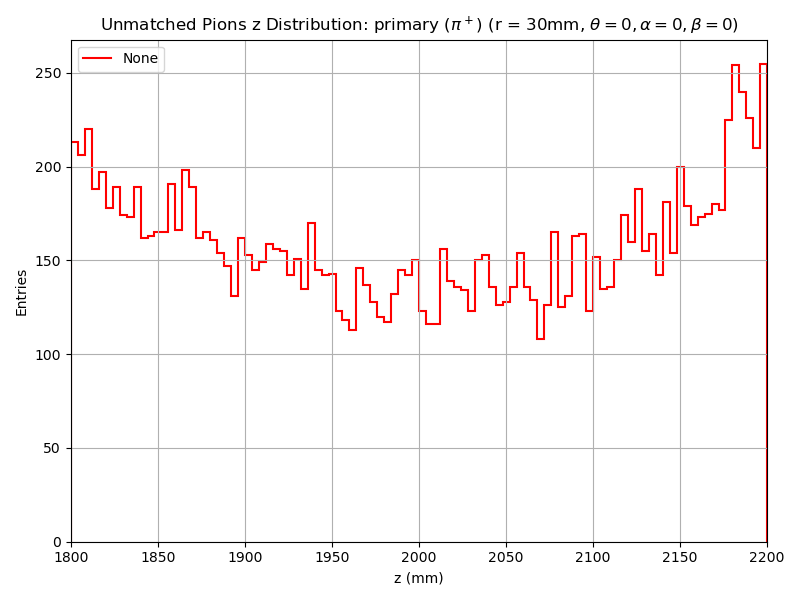 Unmatched Pions z Distribution: primary (π⁺) (r = 30mm, θ = 0, α = 0, β = 0)
None
Entries
250
200
150
100
50
0
1800 1850 1900 1950 2000 2050 2100 2150 2200
z (mm)